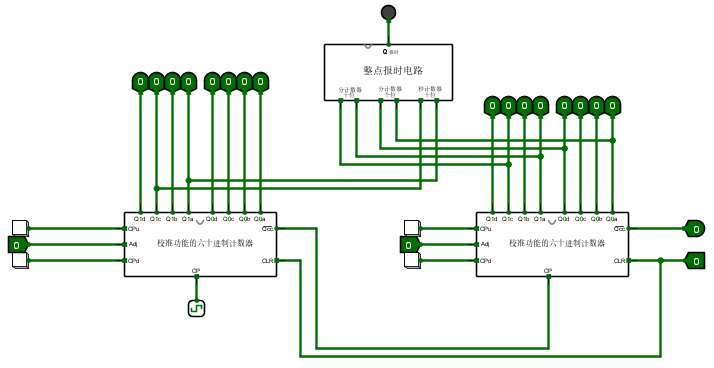 Q 报时
整点报时电路
分计数器 分计数器 秒计数器
十位 个位 十位
0 0 0 0 0 0 0 0
0 0 0 0 0 0 0 0
Q1d Q1c Q1b Q1a Q0d Q0c Q0b Q0a
CPu Qcc
0 Adj 校准功能的六十进制计数器
CPd CLR
CP
Q1d Q1c Q1b Q1a Q0d Q0c Q0b Q0a
CPu Qcc 0
0 Adj 校准功能的六十进制计数器
CPd CLR 0
CP